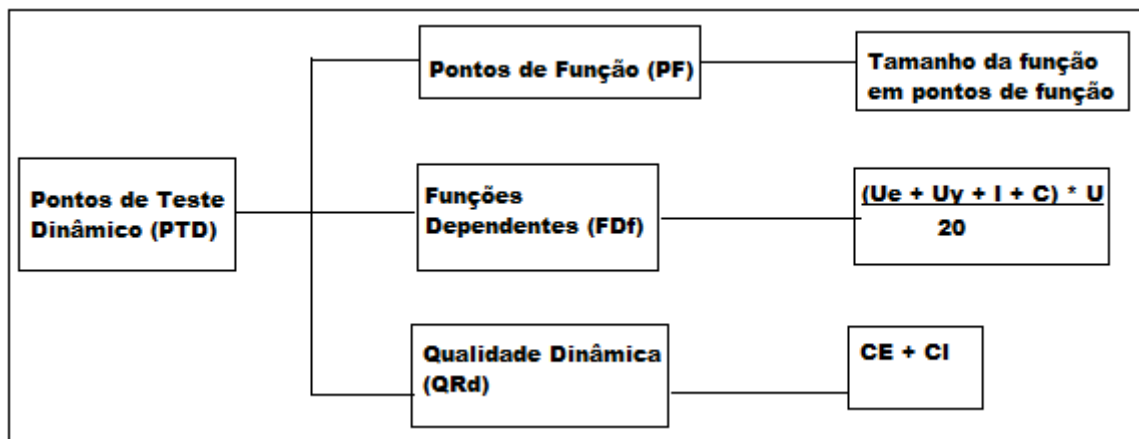 Pontos de Função (PF)
Tamanho da função
em pontos de função
Pontos de Teste
Dinâmico (PTD)
Funções
Dependentes (FDf)
(Ue + Uy + I + C) * U
20
Qualidade Dinâmica
(QRd)
CE + CI